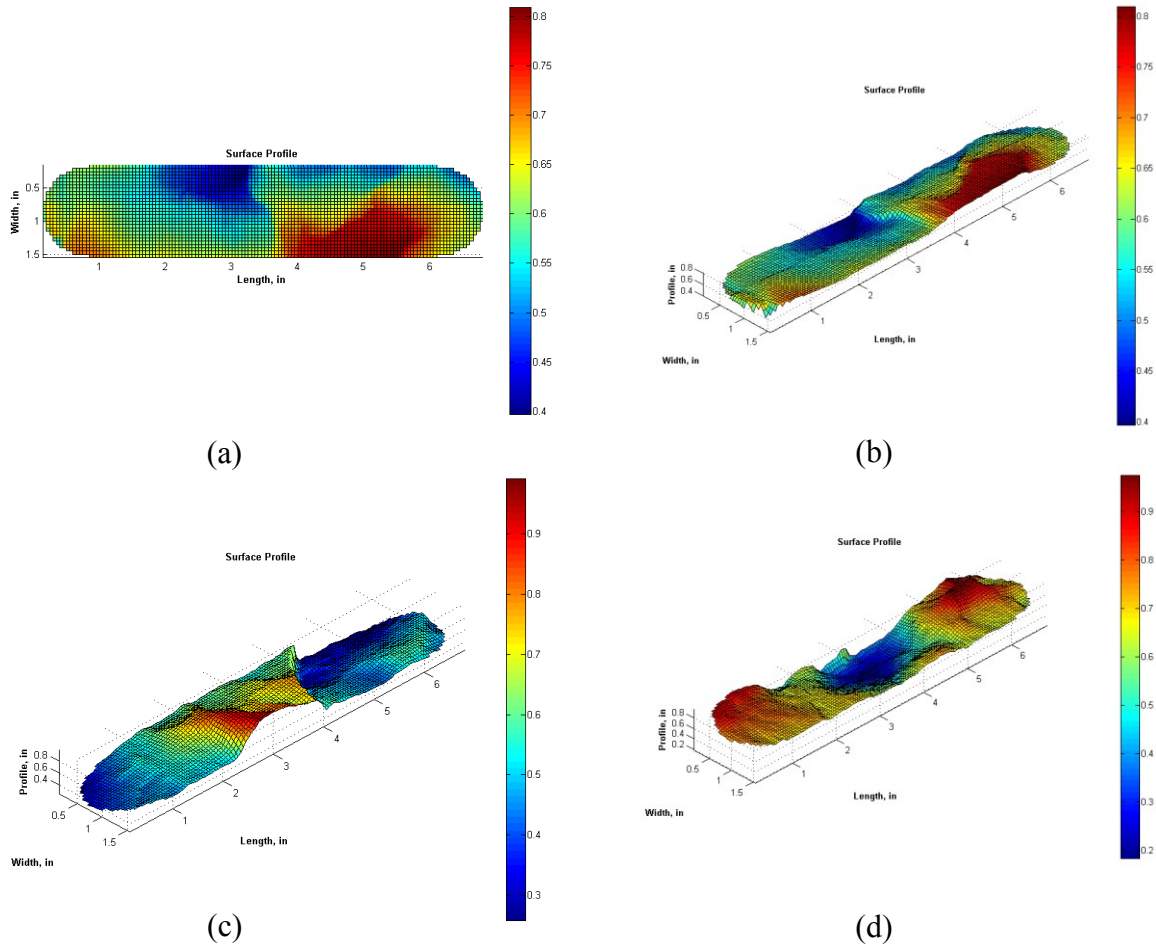 Surface Profile
Width, in
0.5
1
1.5
1 2 3 4 5 6
Length, in
0.8
0.75
0.7
0.65
0.6
0.55
0.5
0.45
0.4
(a)
Surface Profile
Profile, in
0.8
0.6
0.4
0.5
1
1.5
Width, in
1 2 3 4 5 6
Length, in
0.8
0.75
0.7
0.65
0.6
0.55
0.5
0.45
0.4
(b)
Surface Profile
Profile, in
0.8
0.6
0.4
0.5
1
1.5
Width, in
1 2 3 4 5 6
Length, in
0.9
0.8
0.7
0.6
0.5
0.4
0.3
(c)
Surface Profile
Profile, in
0.8
0.6
0.4
0.2
0.5
1
1.5
Width, in
1 2 3 4 5 6
Length, in
0.9
0.8
0.7
0.6
0.5
0.4
0.3
0.2
(d)